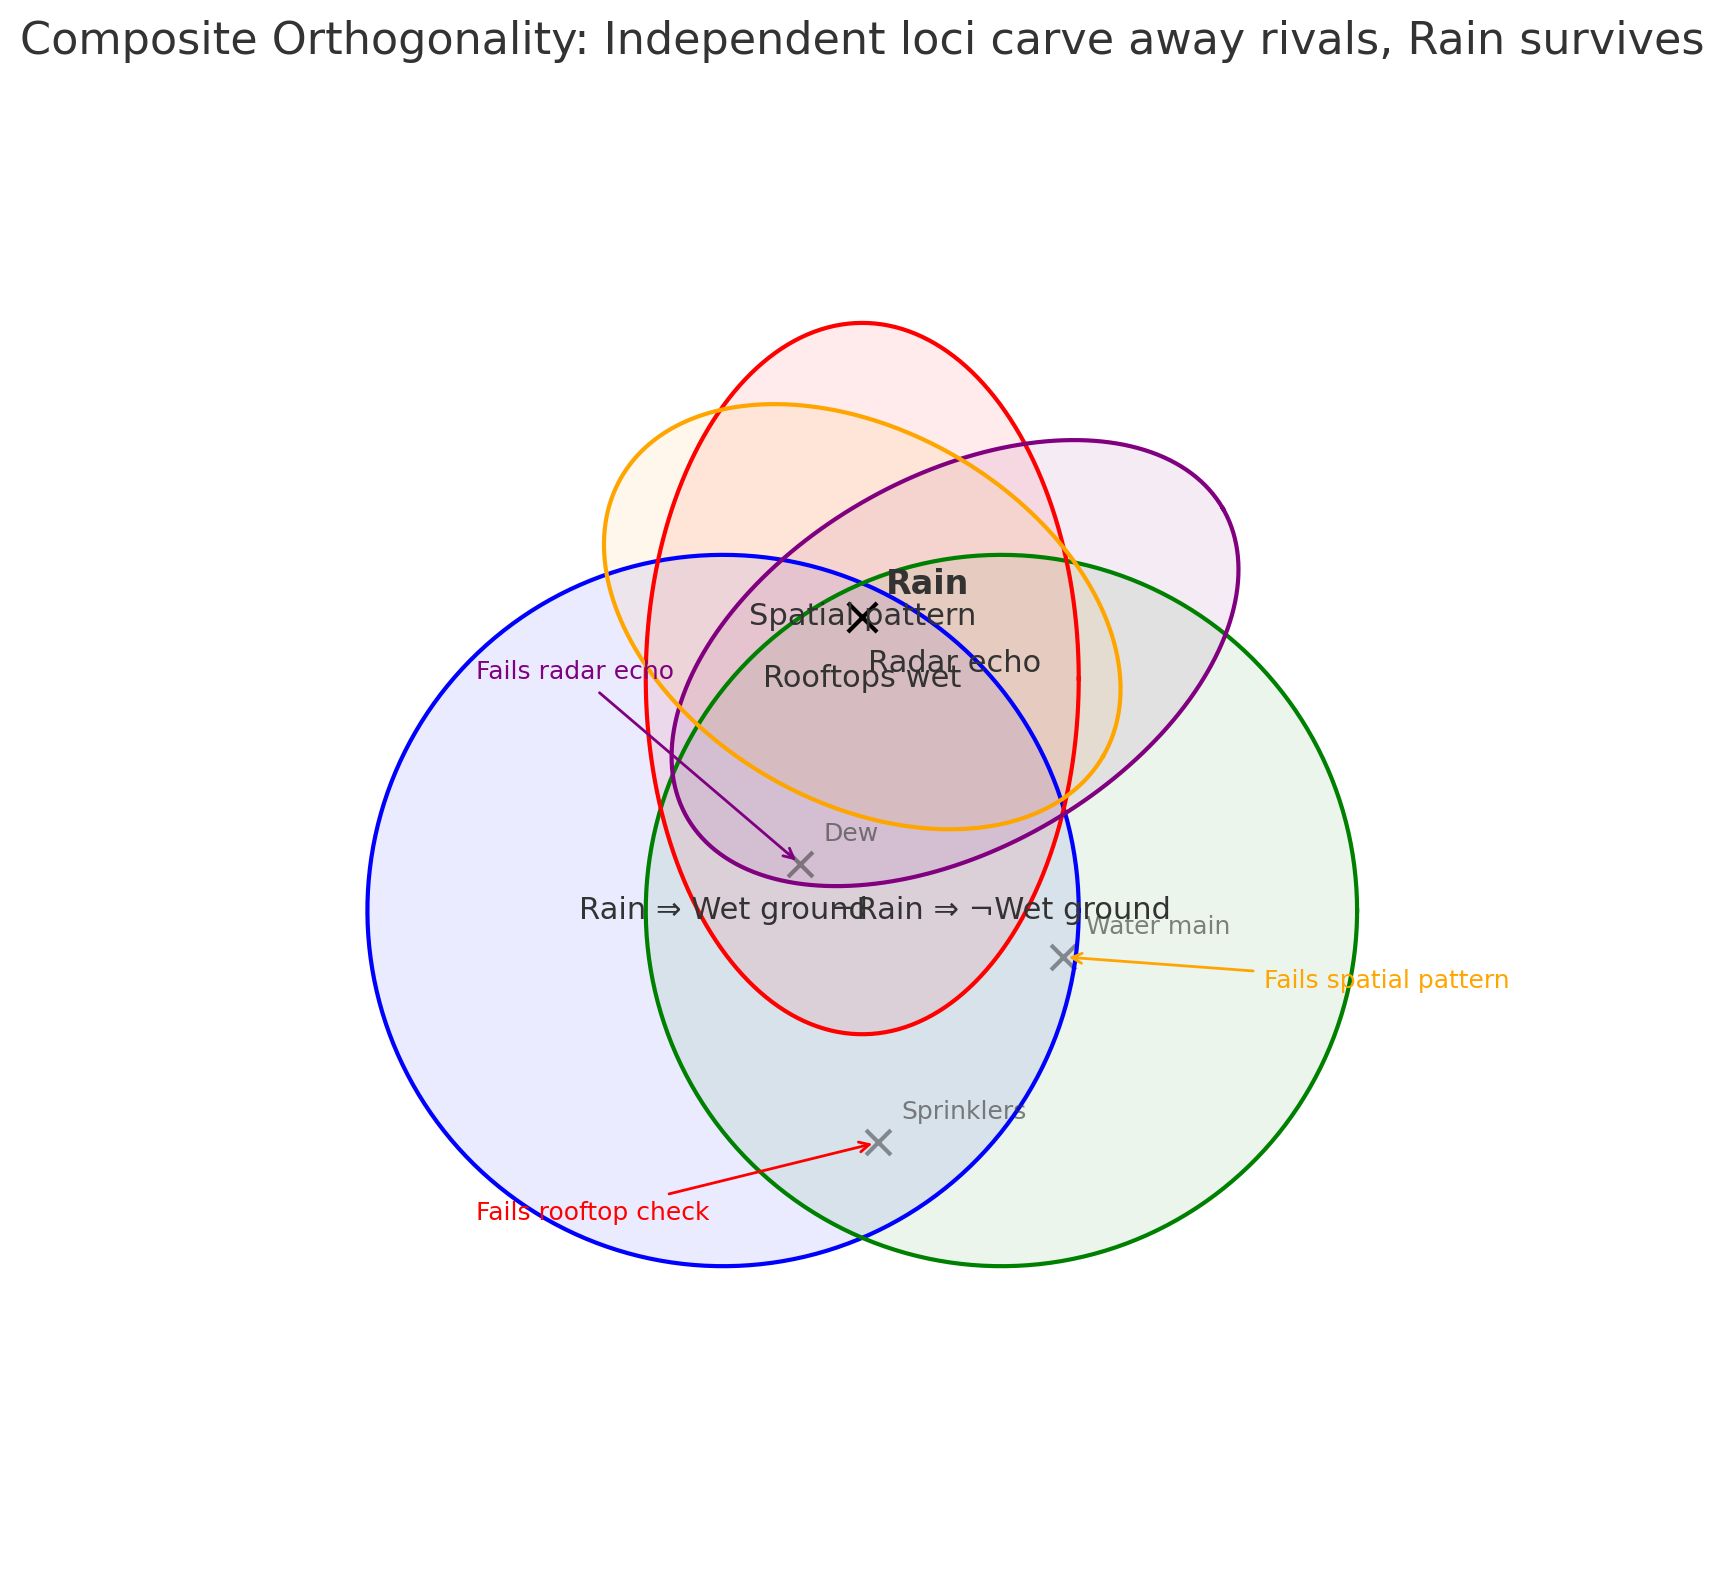 Composite Orthogonality: Independent loci carve away rivals, Rain survives
Rain
Spatial pattern
Radar echo
Rooftops wet
Fails radar echo
Dew
Rain ⇒ Wet ground
¬Rain ⇒ ¬Wet ground
Water main
Fails spatial pattern
Sprinklers
Fails rooftop check